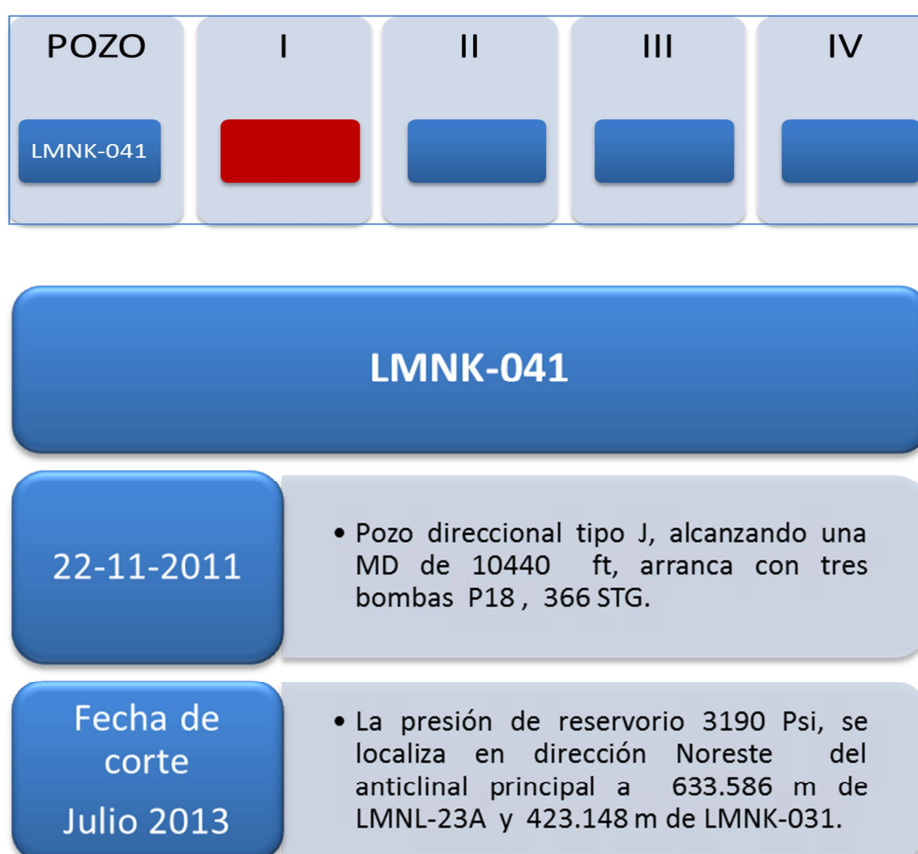 POZO I II III IV
LMNK-041
LMNK-041
22-11-2011
• Pozo direccional tipo J, alcanzando una
MD de 10440 ft, arranca con tres
bombas P18 , 366 STG.
Fecha de
corte
Julio 2013
• La presión de reservorio 3190 Psi, se
localiza en dirección Noreste del
anticlinal principal a 633.586 m de
LMNL-23A y 423.148 m de LMNK-031.